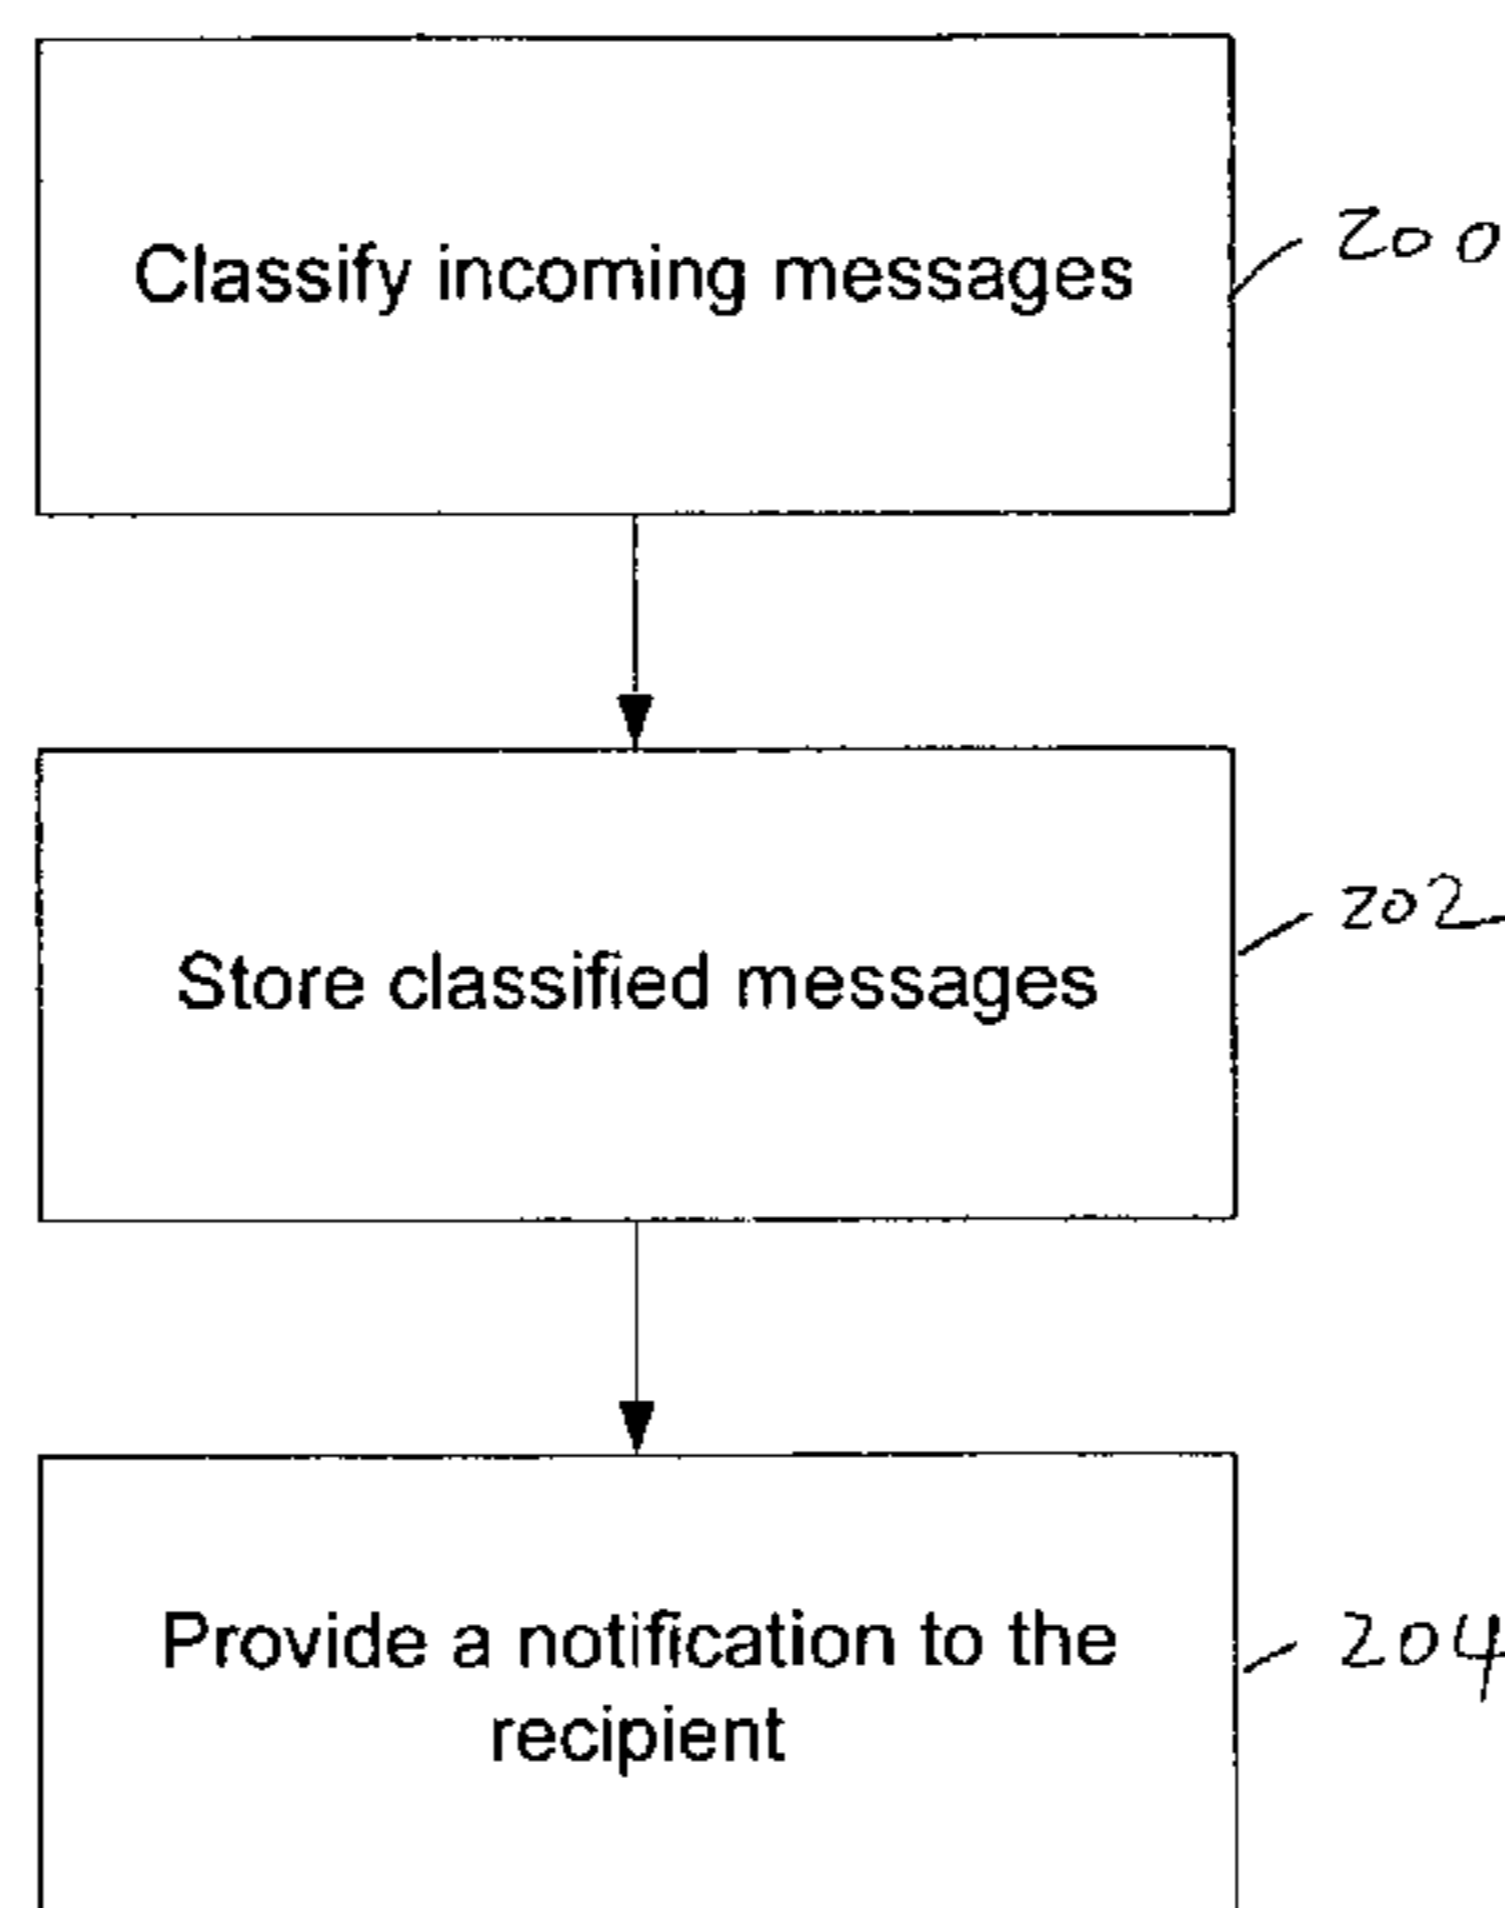 Classify incoming messages
200
Store classified messages
202
Provide a notification to the
recipient
204